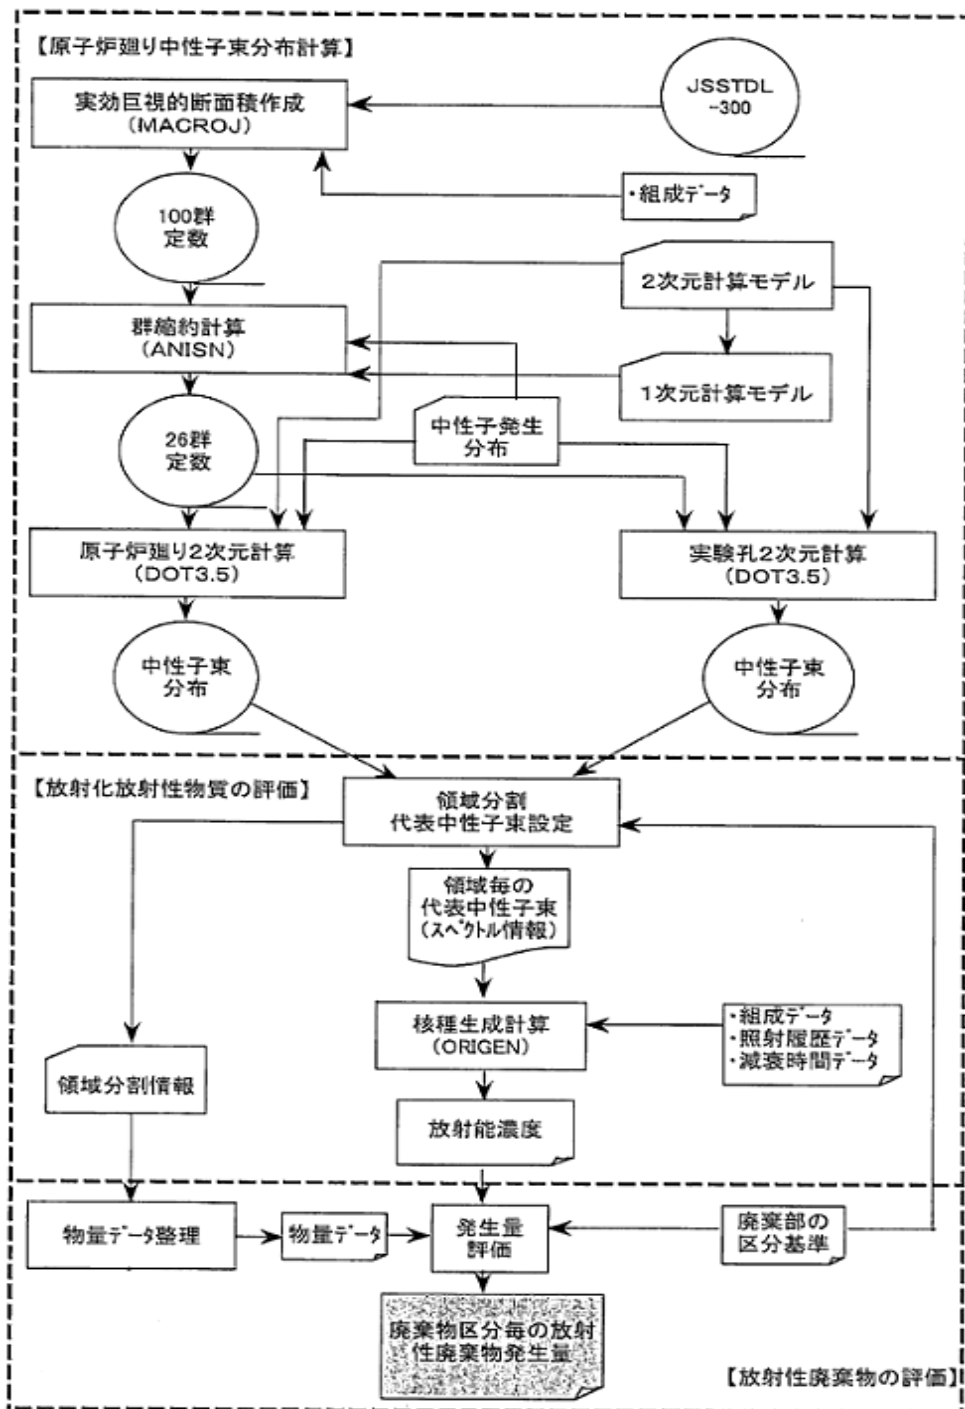 【原子炉廻り中性子束分布計算】
実効巨視的断面積作成
(MACROJ)
JSSTDL
-300
・組成データ
100群
定数
2次元計算モデル
群縮約計算
(ANISN)
1次元計算モデル
中性子発生
分布
26群
定数
原子炉廻り2次元計算
(DOT3.5)
実験孔2次元計算
(DOT3.5)
中性子束
分布
中性子束
分布
【放射化放射性物質の評価】
領域分割
代表中性子束設定
領域毎の
代表中性子束
(スペクトル情報)
核種生成計算
(ORIGEN)
・組成データ
・照射履歴データ
・減衰時間データ
領域分割情報
放射能濃度
物量データ整理
物量データ
発生量
評価
廃棄部の
区分基準
廃棄物区分毎の放射
性廃棄物発生量
【放射性廃棄物の評価】